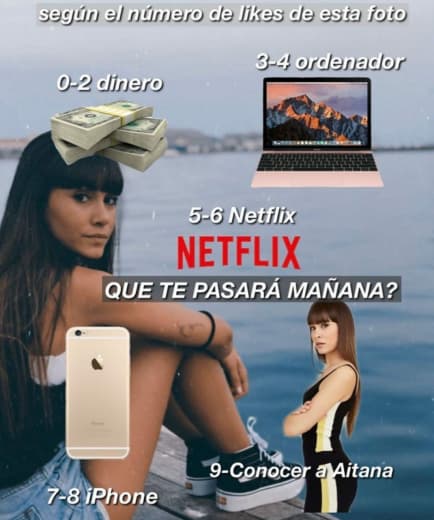 según el número de likes de esta foto
3-4 ordenador
0-2 dinero
5-6 Netflix
NETFLIX
QUE TE PASARÁ MAÑANA?
9-Conocer a Aitana
7-8 iPhone